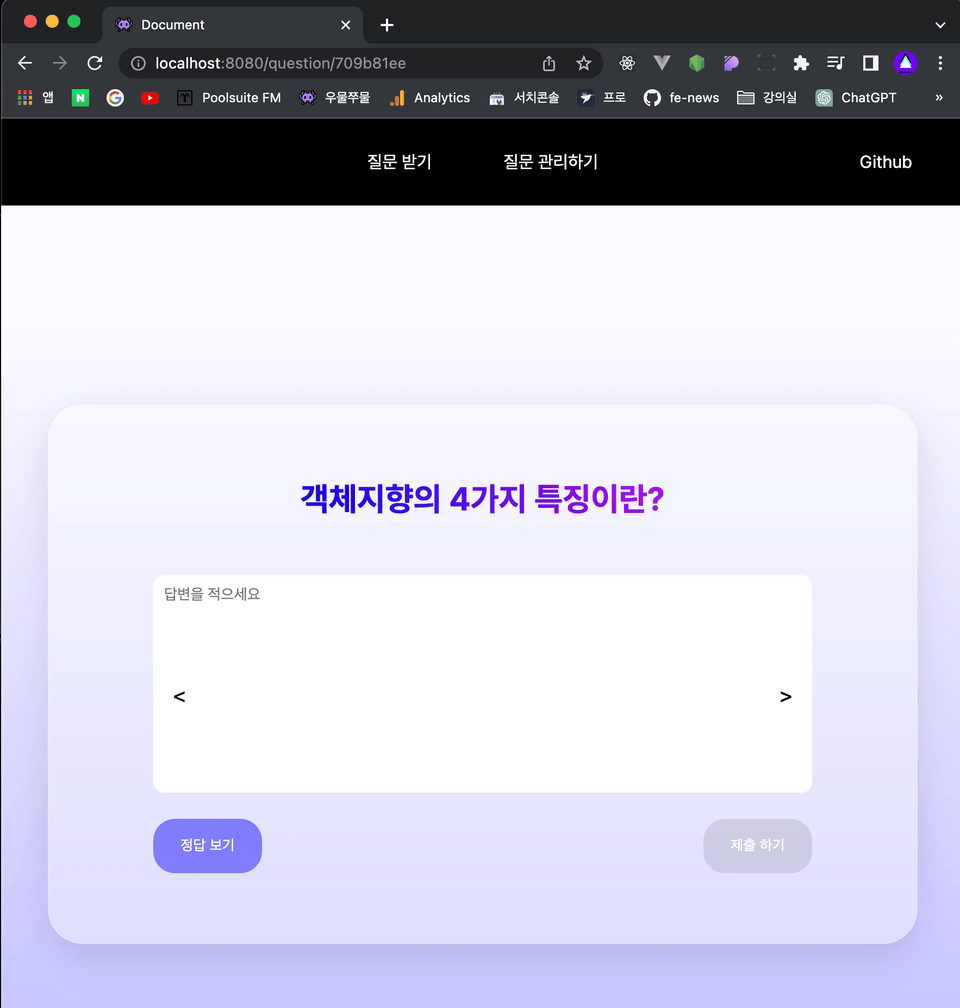 Document
localhost:8080/question/709b81ee
앱 N G Poolsuite FM 우물쭈물 Analytics 서치콘솔 프로 fe-news 강의실 ChatGPT »
질문 받기 질문 관리하기 Github
객체지향의 4가지 특징이란?
답변을 적으세요
< >
정답 보기 제출 하기